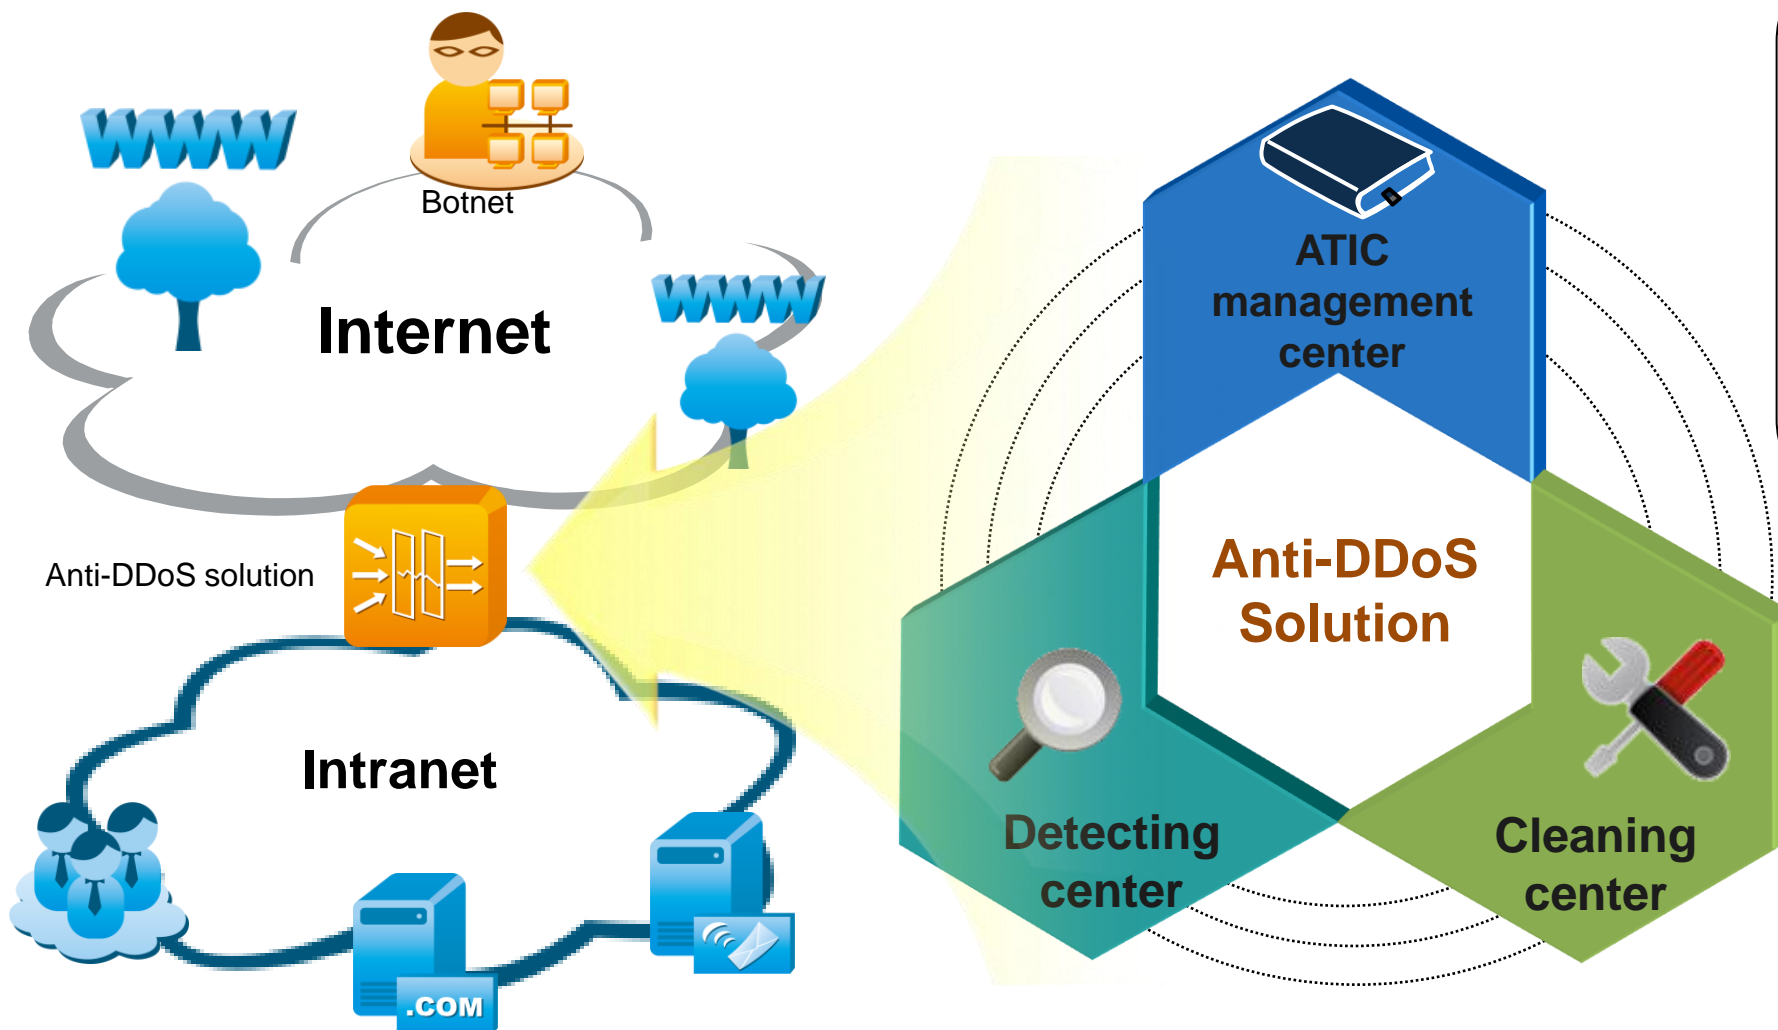 WWW
Botnet
Internet
WWW
Anti-DDoS solution
Intranet
.COM
ATIC
management
center
Anti-DDoS
Solution
Detecting
center
Cleaning
center